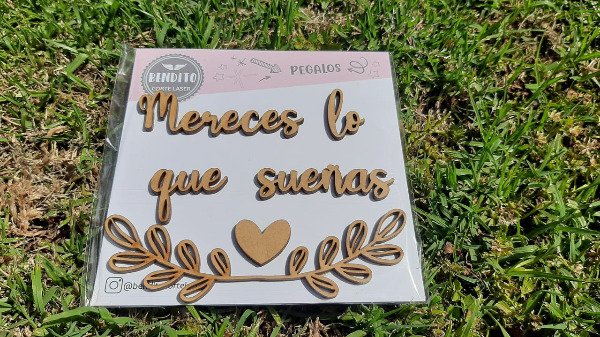 BENDITO
CORTE LASER
PEGALOS
Mereces lo
que sueñas